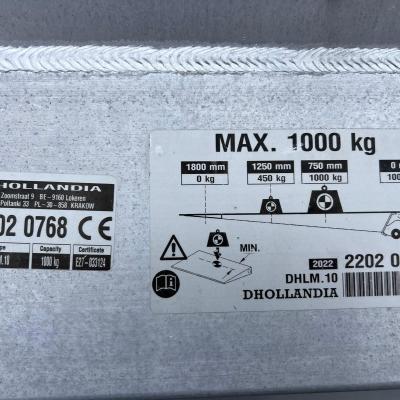 DHOLLANDIA
Zoomstraat 9 BE-9160 Lokeren
Pollanki 33 PL-30-858 KRAKOW
02 0768 CE
Capacity Certificate
.10 1000 kg E27-033124
MAX. 1000 kg
1800 mm 1250 mm 750 mm
0 kg 450 kg 1000 kg
MIN.
2022 2202 0
DHLM.10
DHOLLANDIA
i